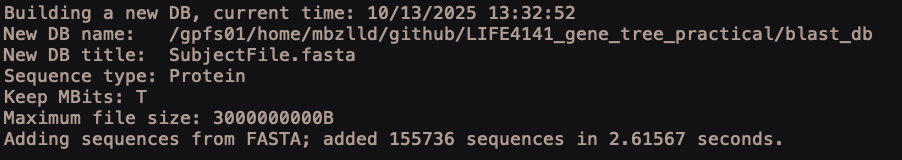 Building a new DB, current time: 10/13/2025 13:32:52
New DB name:   /gpfs01/home/mbzlld/github/LIFE4141_gene_tree_practical/blast_db
New DB title:  SubjectFile.fasta
Sequence type: Protein
Keep MBits: T
Maximum file size: 3000000000B
Adding sequences from FASTA; added 155736 sequences in 2.61567 seconds.